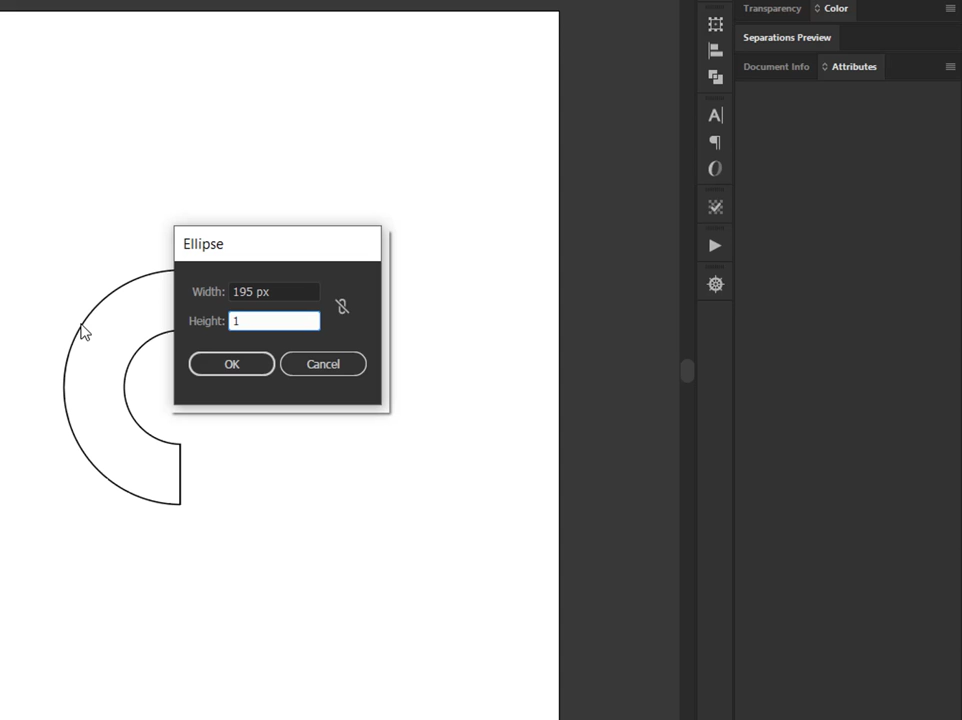 Transparency
Color
Separations Preview
Document Info
Attributes
Ellipse
Width: 195 px
Height: 1
OK
Cancel